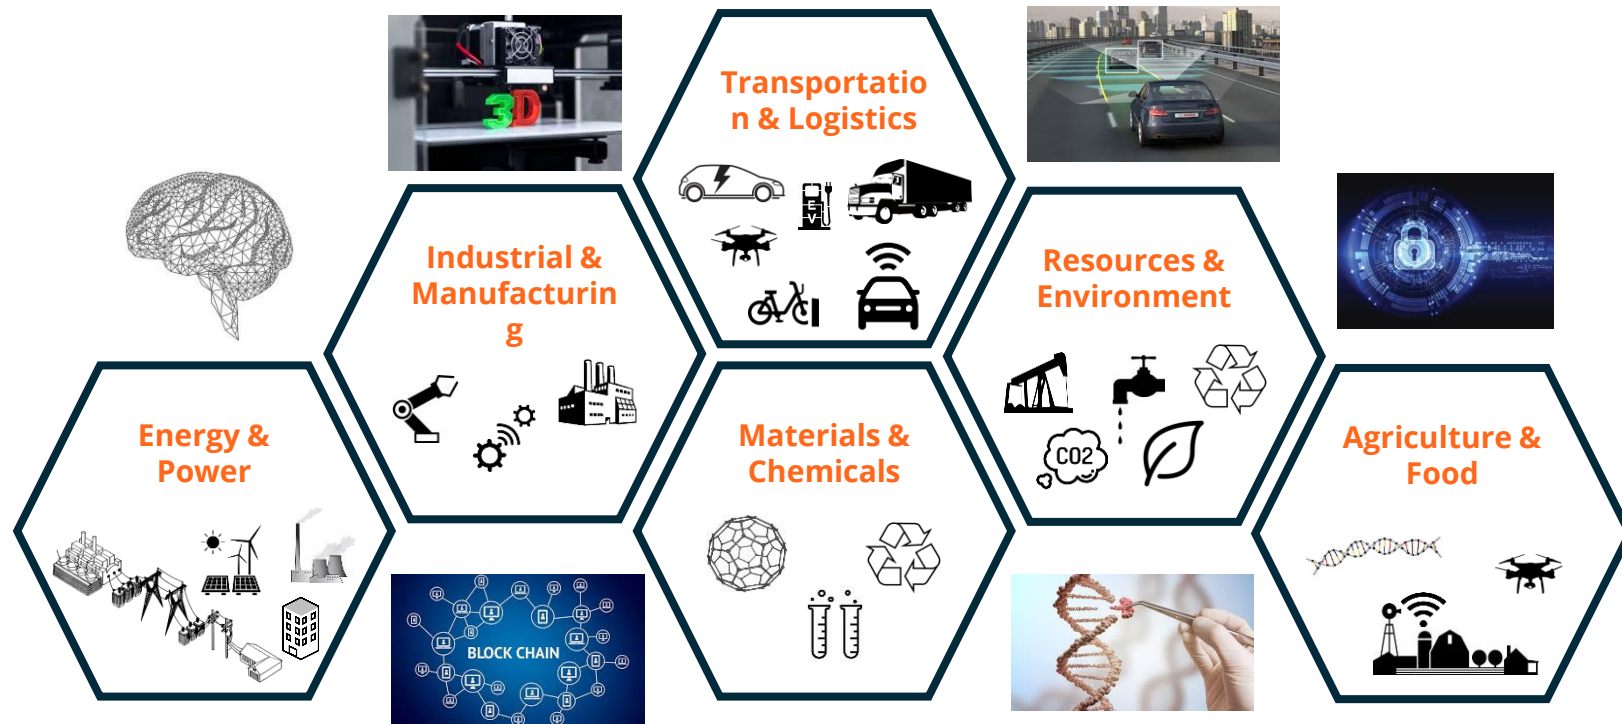 3D
Transportatio
n & Logistics
E
V
Industrial &
Manufacturin
g
Resources &
Environment
CO2
Energy &
Power
Materials &
Chemicals
Agriculture &
Food
BLOCK CHAIN